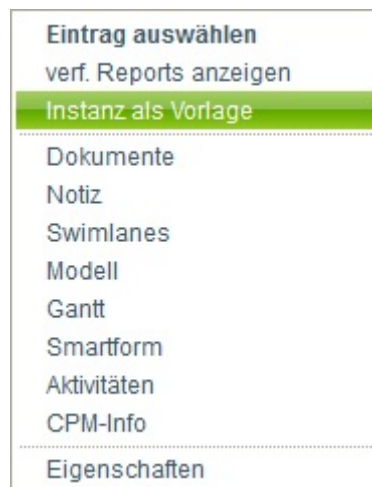 Eintrag auswählen
verf. Reports anzeigen
Instanz als Vorlage
Dokumente
Notiz
Swimlanes
Modell
Gantt
Smartform
Aktivitäten
CPM-Info
Eigenschaften